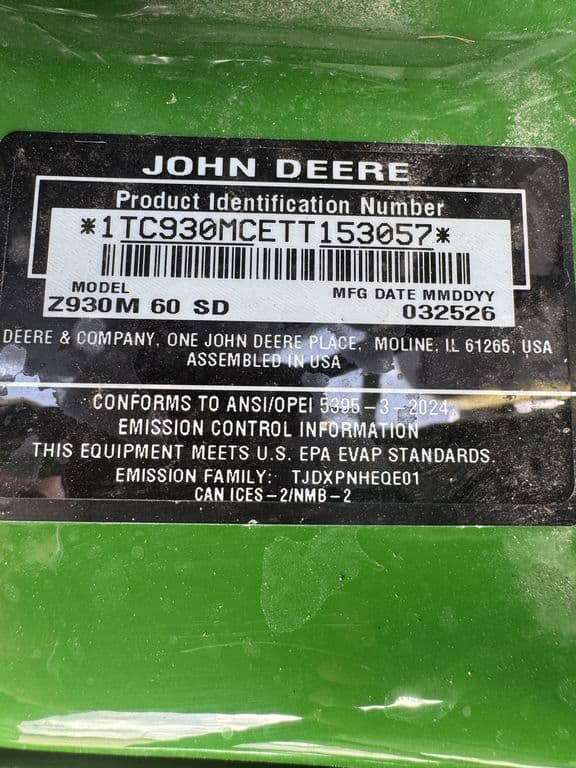 JOHN DEERE
Product Identification Number
*1TC930MCETT153057*
MODEL
Z930M 60 SD
MFG DATE MMDDYY
032526
DEERE & COMPANY, ONE JOHN DEERE PLACE, MOLINE, IL 61265, USA
ASSEMBLED IN USA
CONFORMS TO ANSI/OPEI 5395-3-2024
EMISSION CONTROL INFORMATION
THIS EQUIPMENT MEETS U.S. EPA EVAP STANDARDS.
EMISSION FAMILY: TJDXPNHEQE01
CAN ICES-2/NMB-2